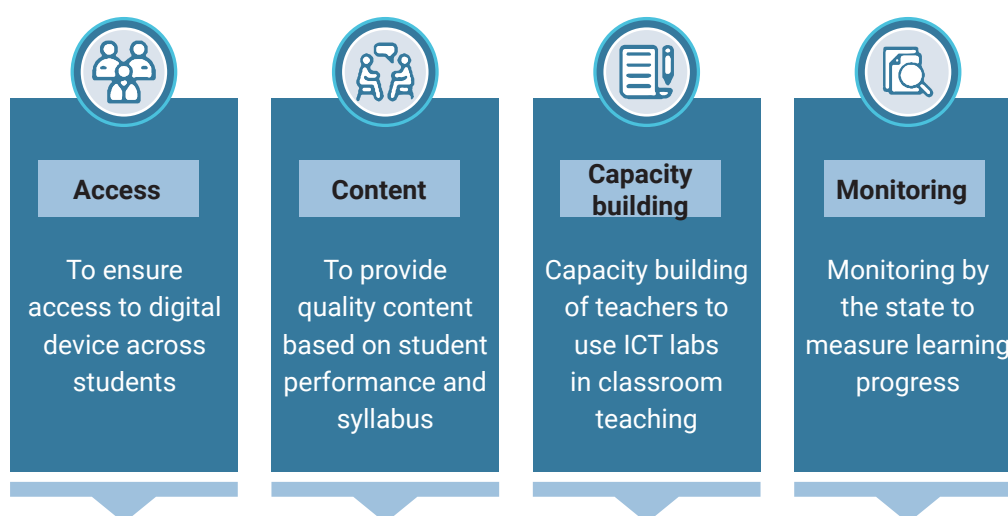 Access
To ensure
access to digital
device across
students
Content
To provide
quality content
based on student
performance and
syllabus
Capacity
building
Capacity building
of teachers to
use ICT labs
in classroom
teaching
Monitoring
Monitoring by
the state to
measure learning
progress